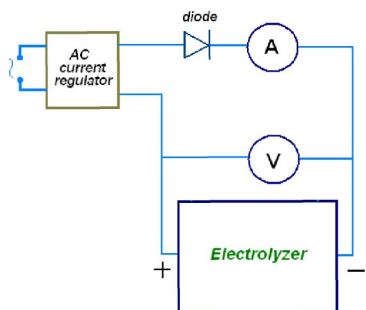 diode
AC
current
regulator
A
V
Electrolyzer
+ −